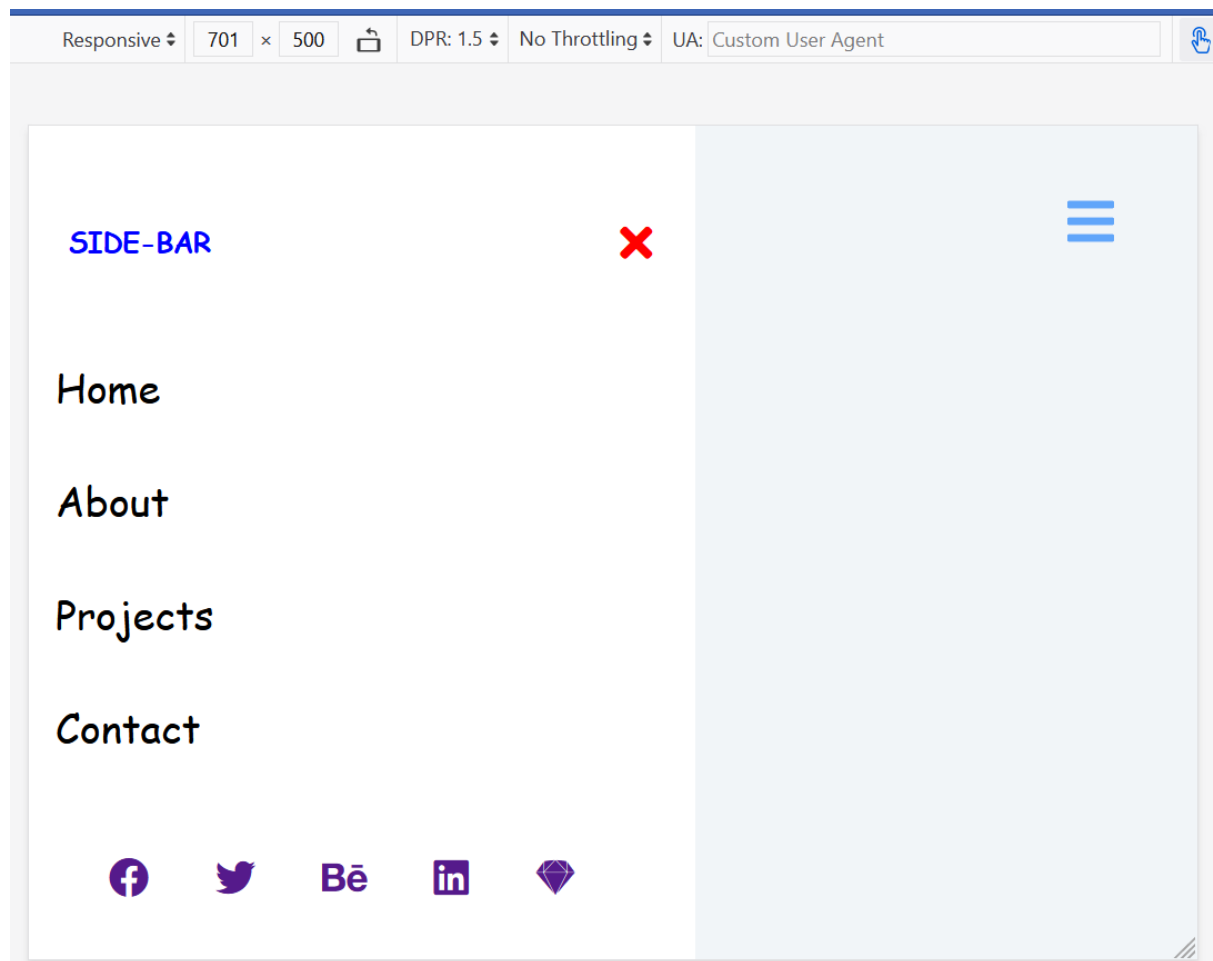 Responsive 701 × 500 DPR: 1.5 No Throttling UA: Custom User Agent
SIDE-BAR
Home
About
Projects
Contact
Bē in